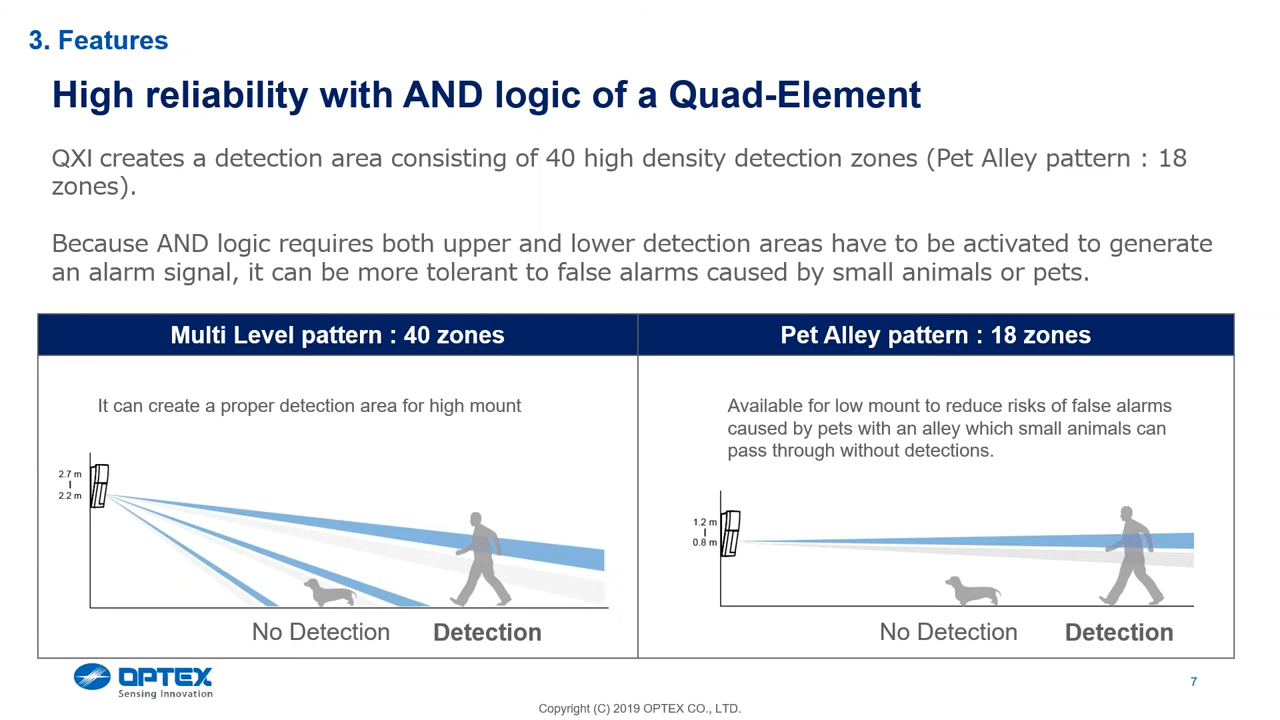 3. Features
High reliability with AND logic of a Quad-Element
QXI creates a detection area consisting of 40 high density detection zones (Pet Alley pattern : 18
zones).
Because AND logic requires both upper and lower detection areas have to be activated to generate
an alarm signal, it can be more tolerant to false alarms caused by small animals or pets.
Multi Level pattern : 40 zones
It can create a proper detection area for high mount
2.7 m
2.2 m
No Detection
Detection
Pet Alley pattern : 18 zones
Available for low mount to reduce risks of false alarms
caused by pets with an alley which small animals can
pass through without detections.
1.2 m
0.8 m
No Detection
Detection
OPTEX
Sensing Innovation
7
Copyright (C) 2019 OPTEX CO., LTD.